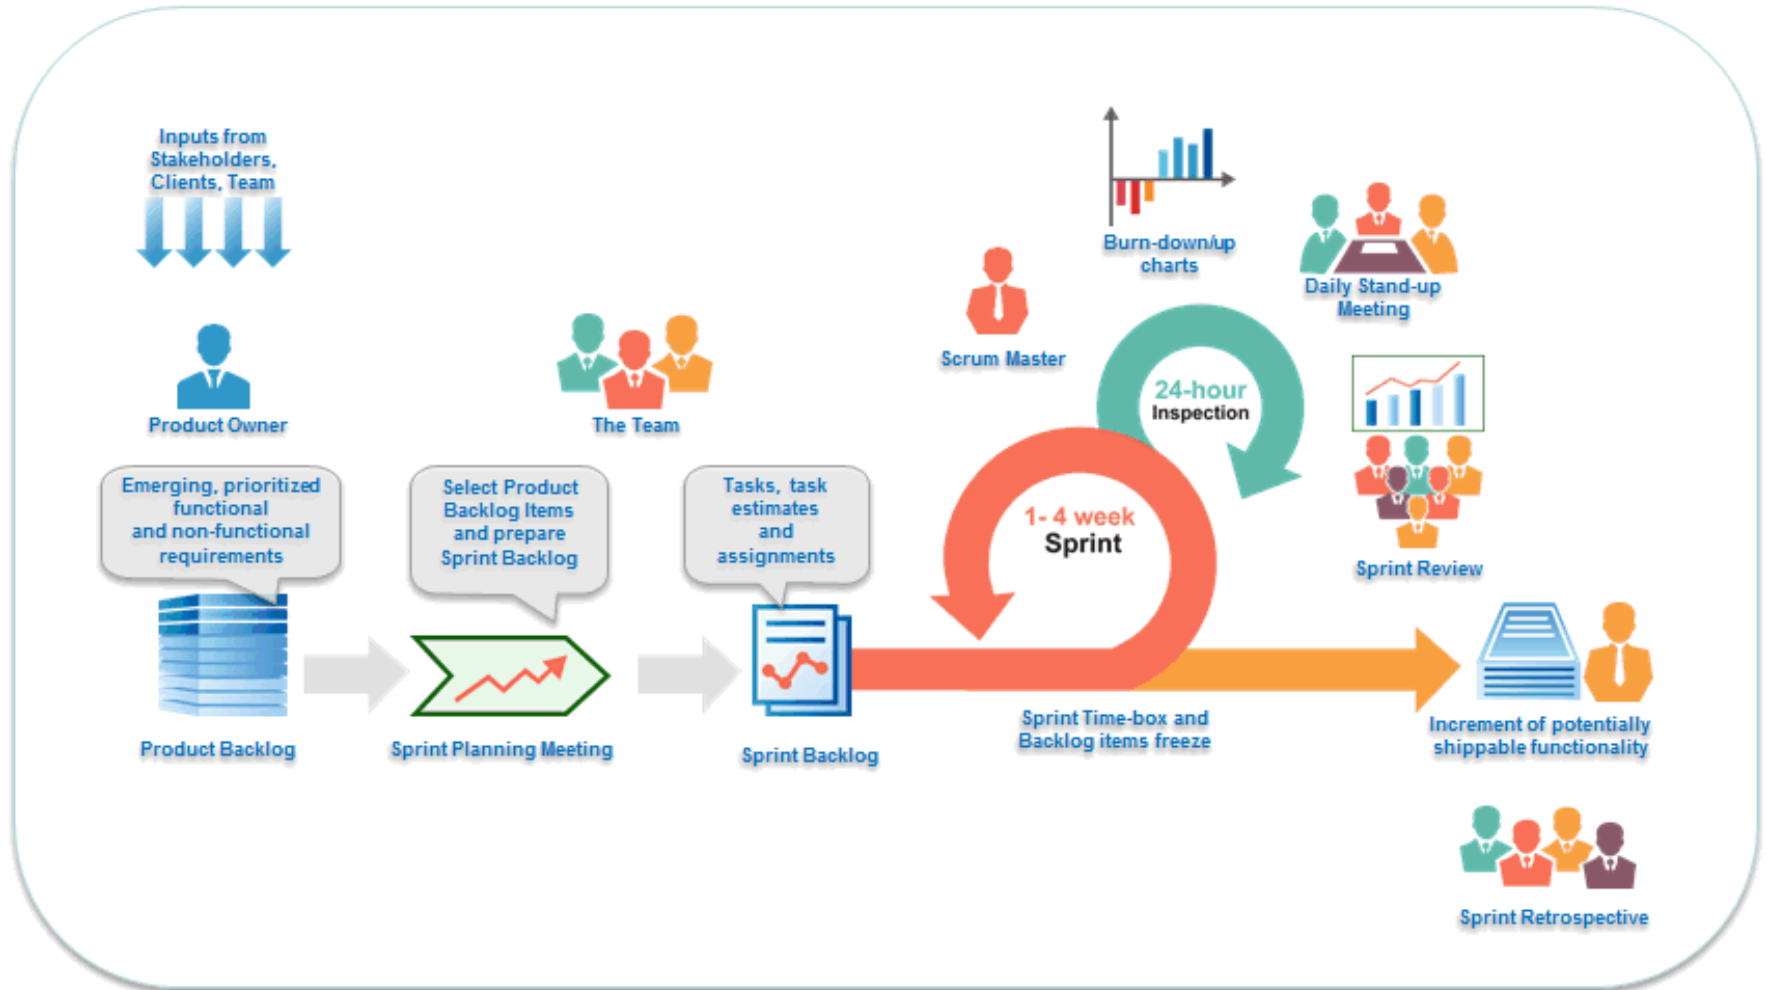 Inputs from
Stakeholders,
Clients, Team
Product Owner
Emerging, prioritized
functional
and non-functional
requirements
Product Backlog
The Team
Select Product
Backlog Items
and prepare
Sprint Backlog
Sprint Planning Meeting
Tasks, task
estimates
and
assignments
Sprint Backlog
Scrum Master
Burn-down/up
charts
Daily Stand-up
Meeting
24-hour
Inspection
1- 4 week
Sprint
Sprint Review
Sprint Time-box and
Backlog items freeze
Increment of potentially
shippable functionality
Sprint Retrospective